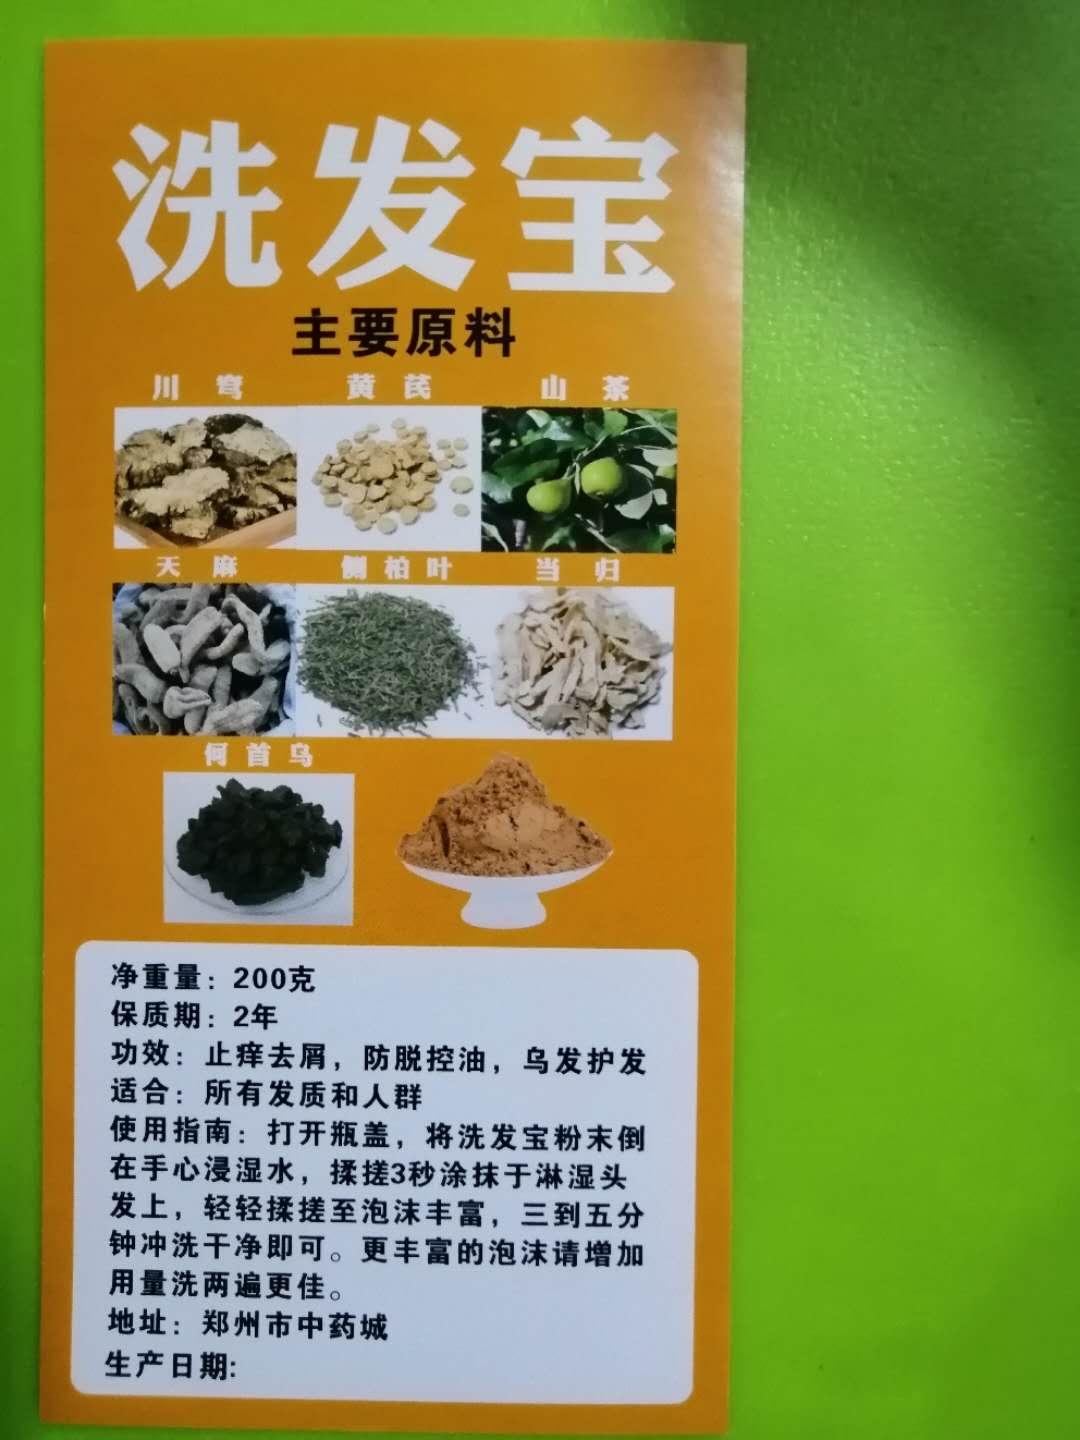 洗发宝
主要原料
川 穹 黄 芪 山 茶
天 麻 侧 柏 叶 当 归
何 首 乌
净重量：200克
保质期：2年
功效：止痒去屑，防脱控油，乌发护发
适合：所有发质和人群
使用指南：打开瓶盖，将洗发宝粉末倒
在手心浸湿水，揉搓3秒涂抹于淋湿头
发上，轻轻揉搓至泡沫丰富，三到五分
钟冲洗干净即可。更丰富的泡沫请增加
用量洗两遍更佳。
地址：郑州市中药城
生产日期: